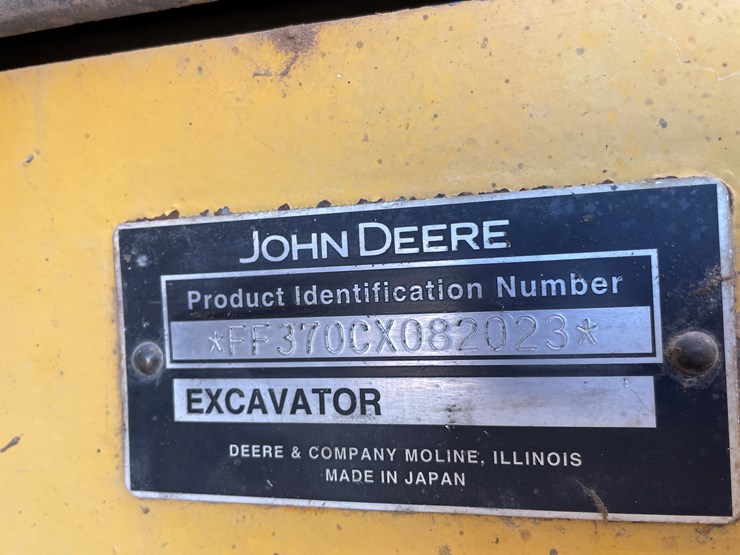 JOHN DEERE
Product Identification Number
*FF370CX082023*
EXCAVATOR
DEERE & COMPANY MOLINE, ILLINOIS
MADE IN JAPAN